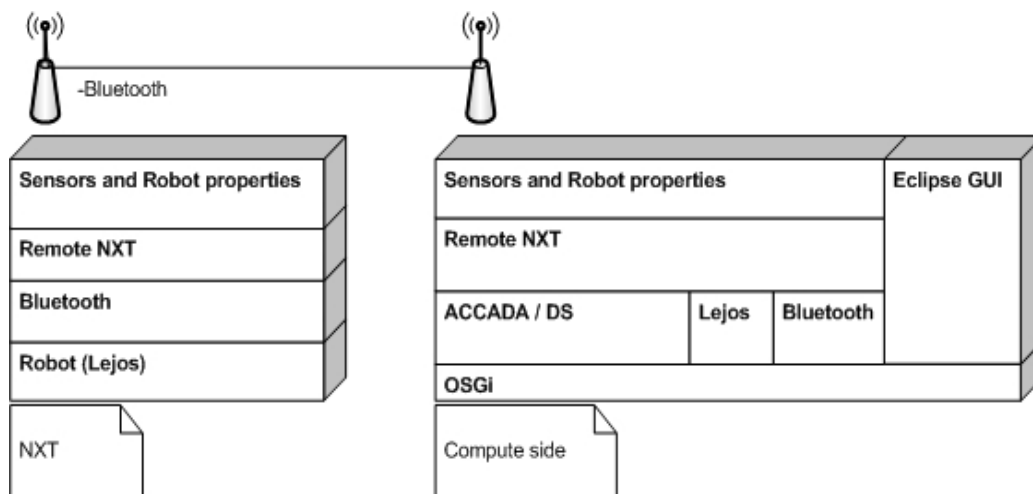 -Bluetooth
Sensors and Robot properties
Remote NXT
Bluetooth
Robot (Lejos)
NXT
Sensors and Robot properties
Eclipse GUI
Remote NXT
ACCADA / DS
Lejos
Bluetooth
OSGi
Compute side